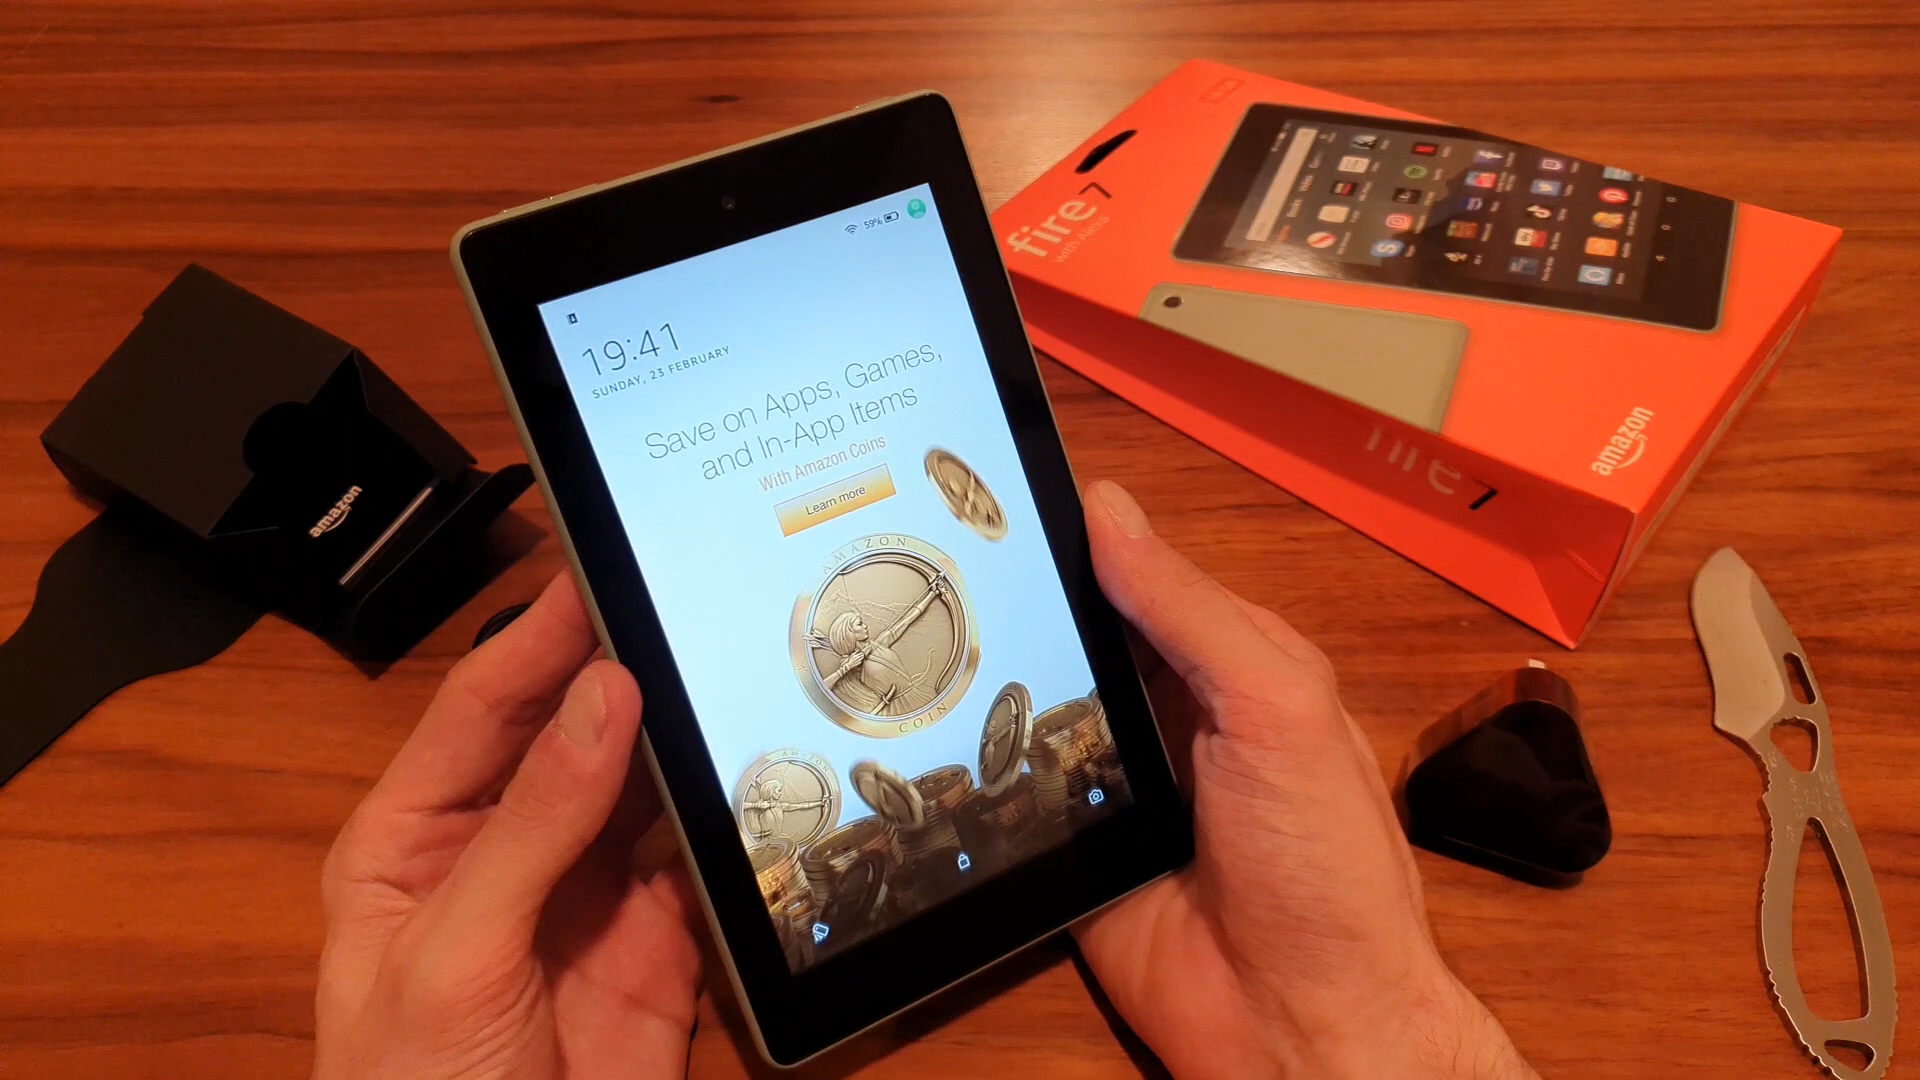 59%
19:41
SUNDAY, 23 FEBRUARY
Save on Apps, Games,
and In-App Items
With Amazon Coins
Learn more
AMAZON
COIN
AMAZON
fire 7
with Alexa
amazon
fire 7
amazon